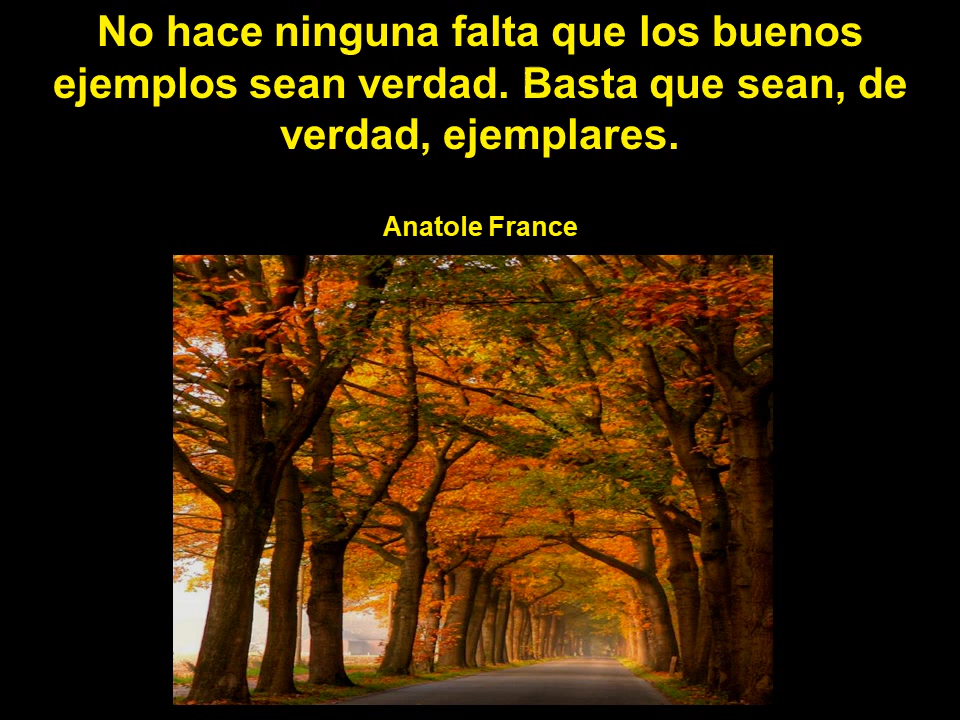 No hace ninguna falta que los buenos
ejemplos sean verdad. Basta que sean, de
verdad, ejemplares.
Anatole France